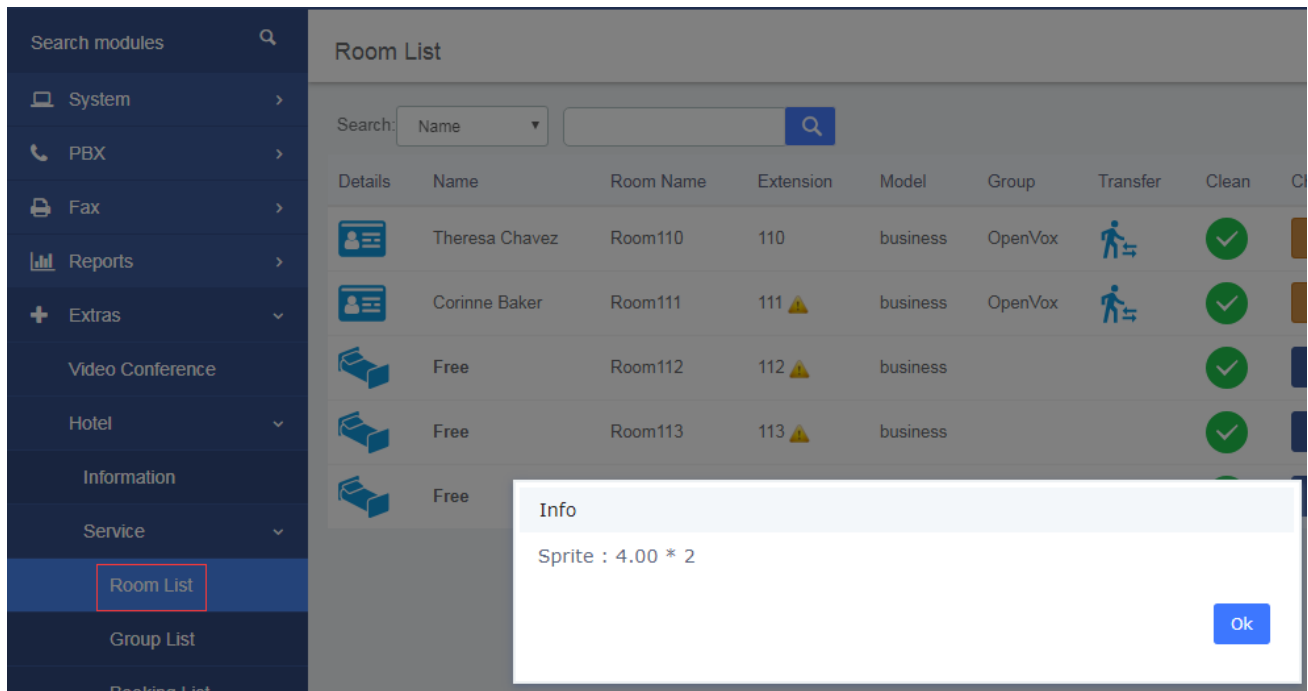 Search modules
System
PBX
Fax
Reports
Extras
Video Conference
Hotel
Information
Service
Room List
Group List
Booking List
Room List
Search: Name
Details Name Room Name Extension Model Group Transfer Clean
Theresa Chavez Room110 110 business OpenVox
Corinne Baker Room111 111 business OpenVox
Free Room112 112 business
Free Room113 113 business
Free
Info
Sprite : 4.00 * 2
Ok